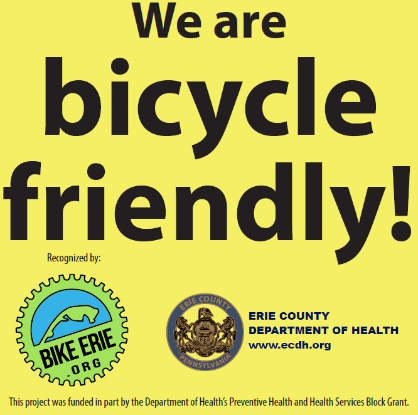 We are
bicycle
friendly!
Recognized by:
BIKE ERIE
.ORG
ERIE COUNTY
PENNSYLVANIA
ERIE COUNTY
DEPARTMENT OF HEALTH
www.ecdh.org
This project was funded in part by the Department of Health's Preventive Health and Health Services Block Grant.